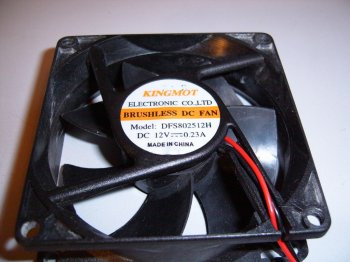 KINGMOT
ELECTRONIC CO.,LTD
BRUSHLESS DC FAN
Model: DFS802512H
DC 12V⎓0.23A
MADE IN CHINA